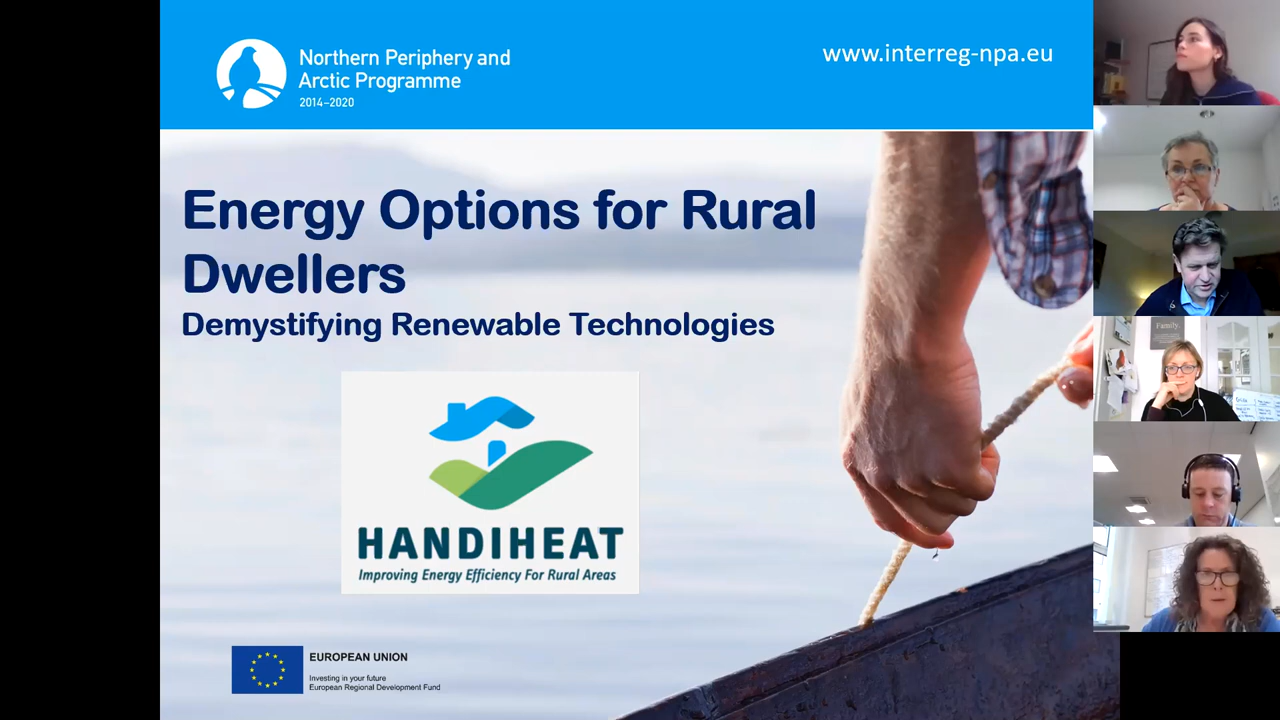 Northern Periphery and
Arctic Programme
2014–2020
www.interreg-npa.eu
Energy Options for Rural
Dwellers
Demystifying Renewable Technologies
HANDIHEAT
Improving Energy Efficiency For Rural Areas
EUROPEAN UNION
Investing in your future
European Regional Development Fund
Family